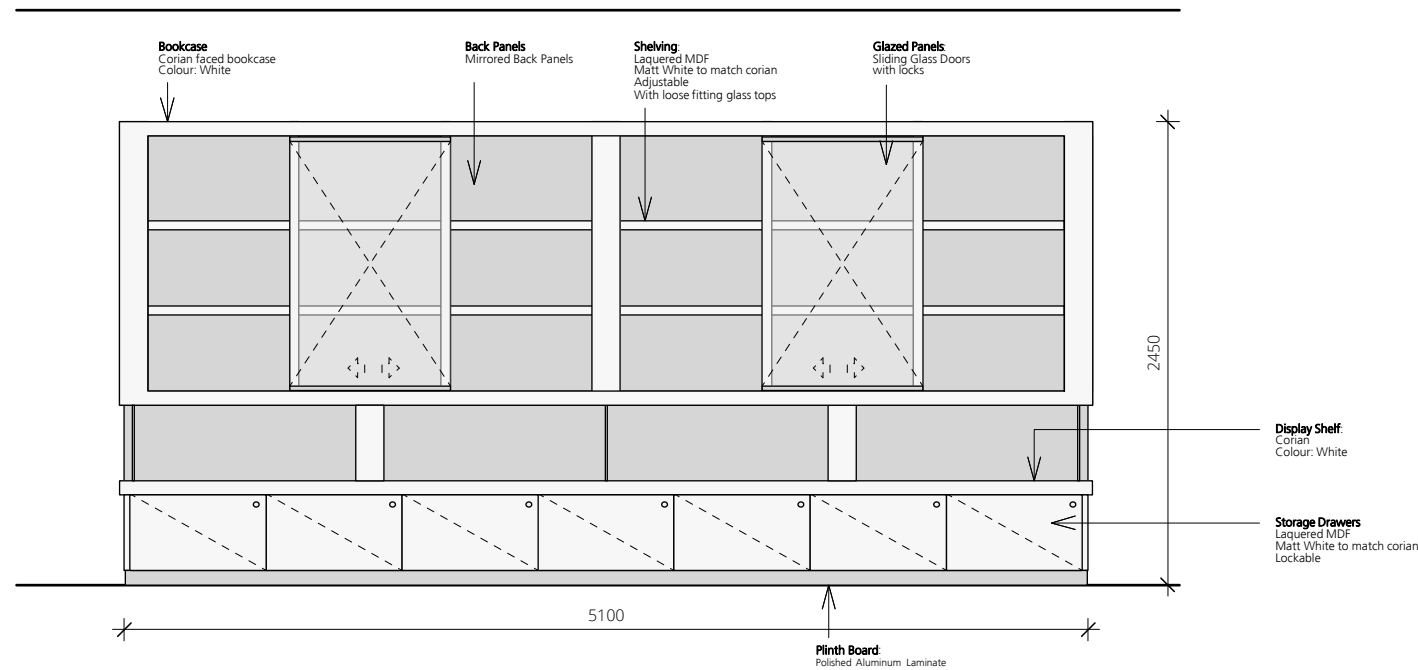 Bookcase
Corian faced bookcase
Colour: White
Back Panels
Mirrored Back Panels
Shelving:
Laquered MDF
Matt White to match corian
Adjustable
With loose fitting glass tops
Glazed Panels:
Sliding Glass Doors
with locks
2450
Display Shelf:
Corian
Colour: White
Storage Drawers
Laquered MDF
Matt White to match corian
Lockable
5100
Plinth Board:
Polished Aluminum Laminate